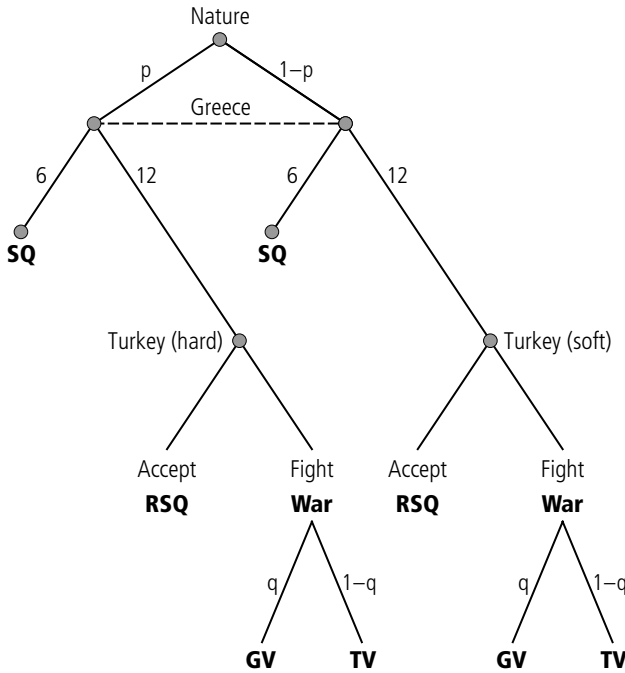 Nature
p 1–p
Greece
6 12 6 12
SQ SQ
Turkey (hard) Turkey (soft)
Accept Fight Accept Fight
RSQ War RSQ War
q 1–q q 1–q
GV TV GV TV